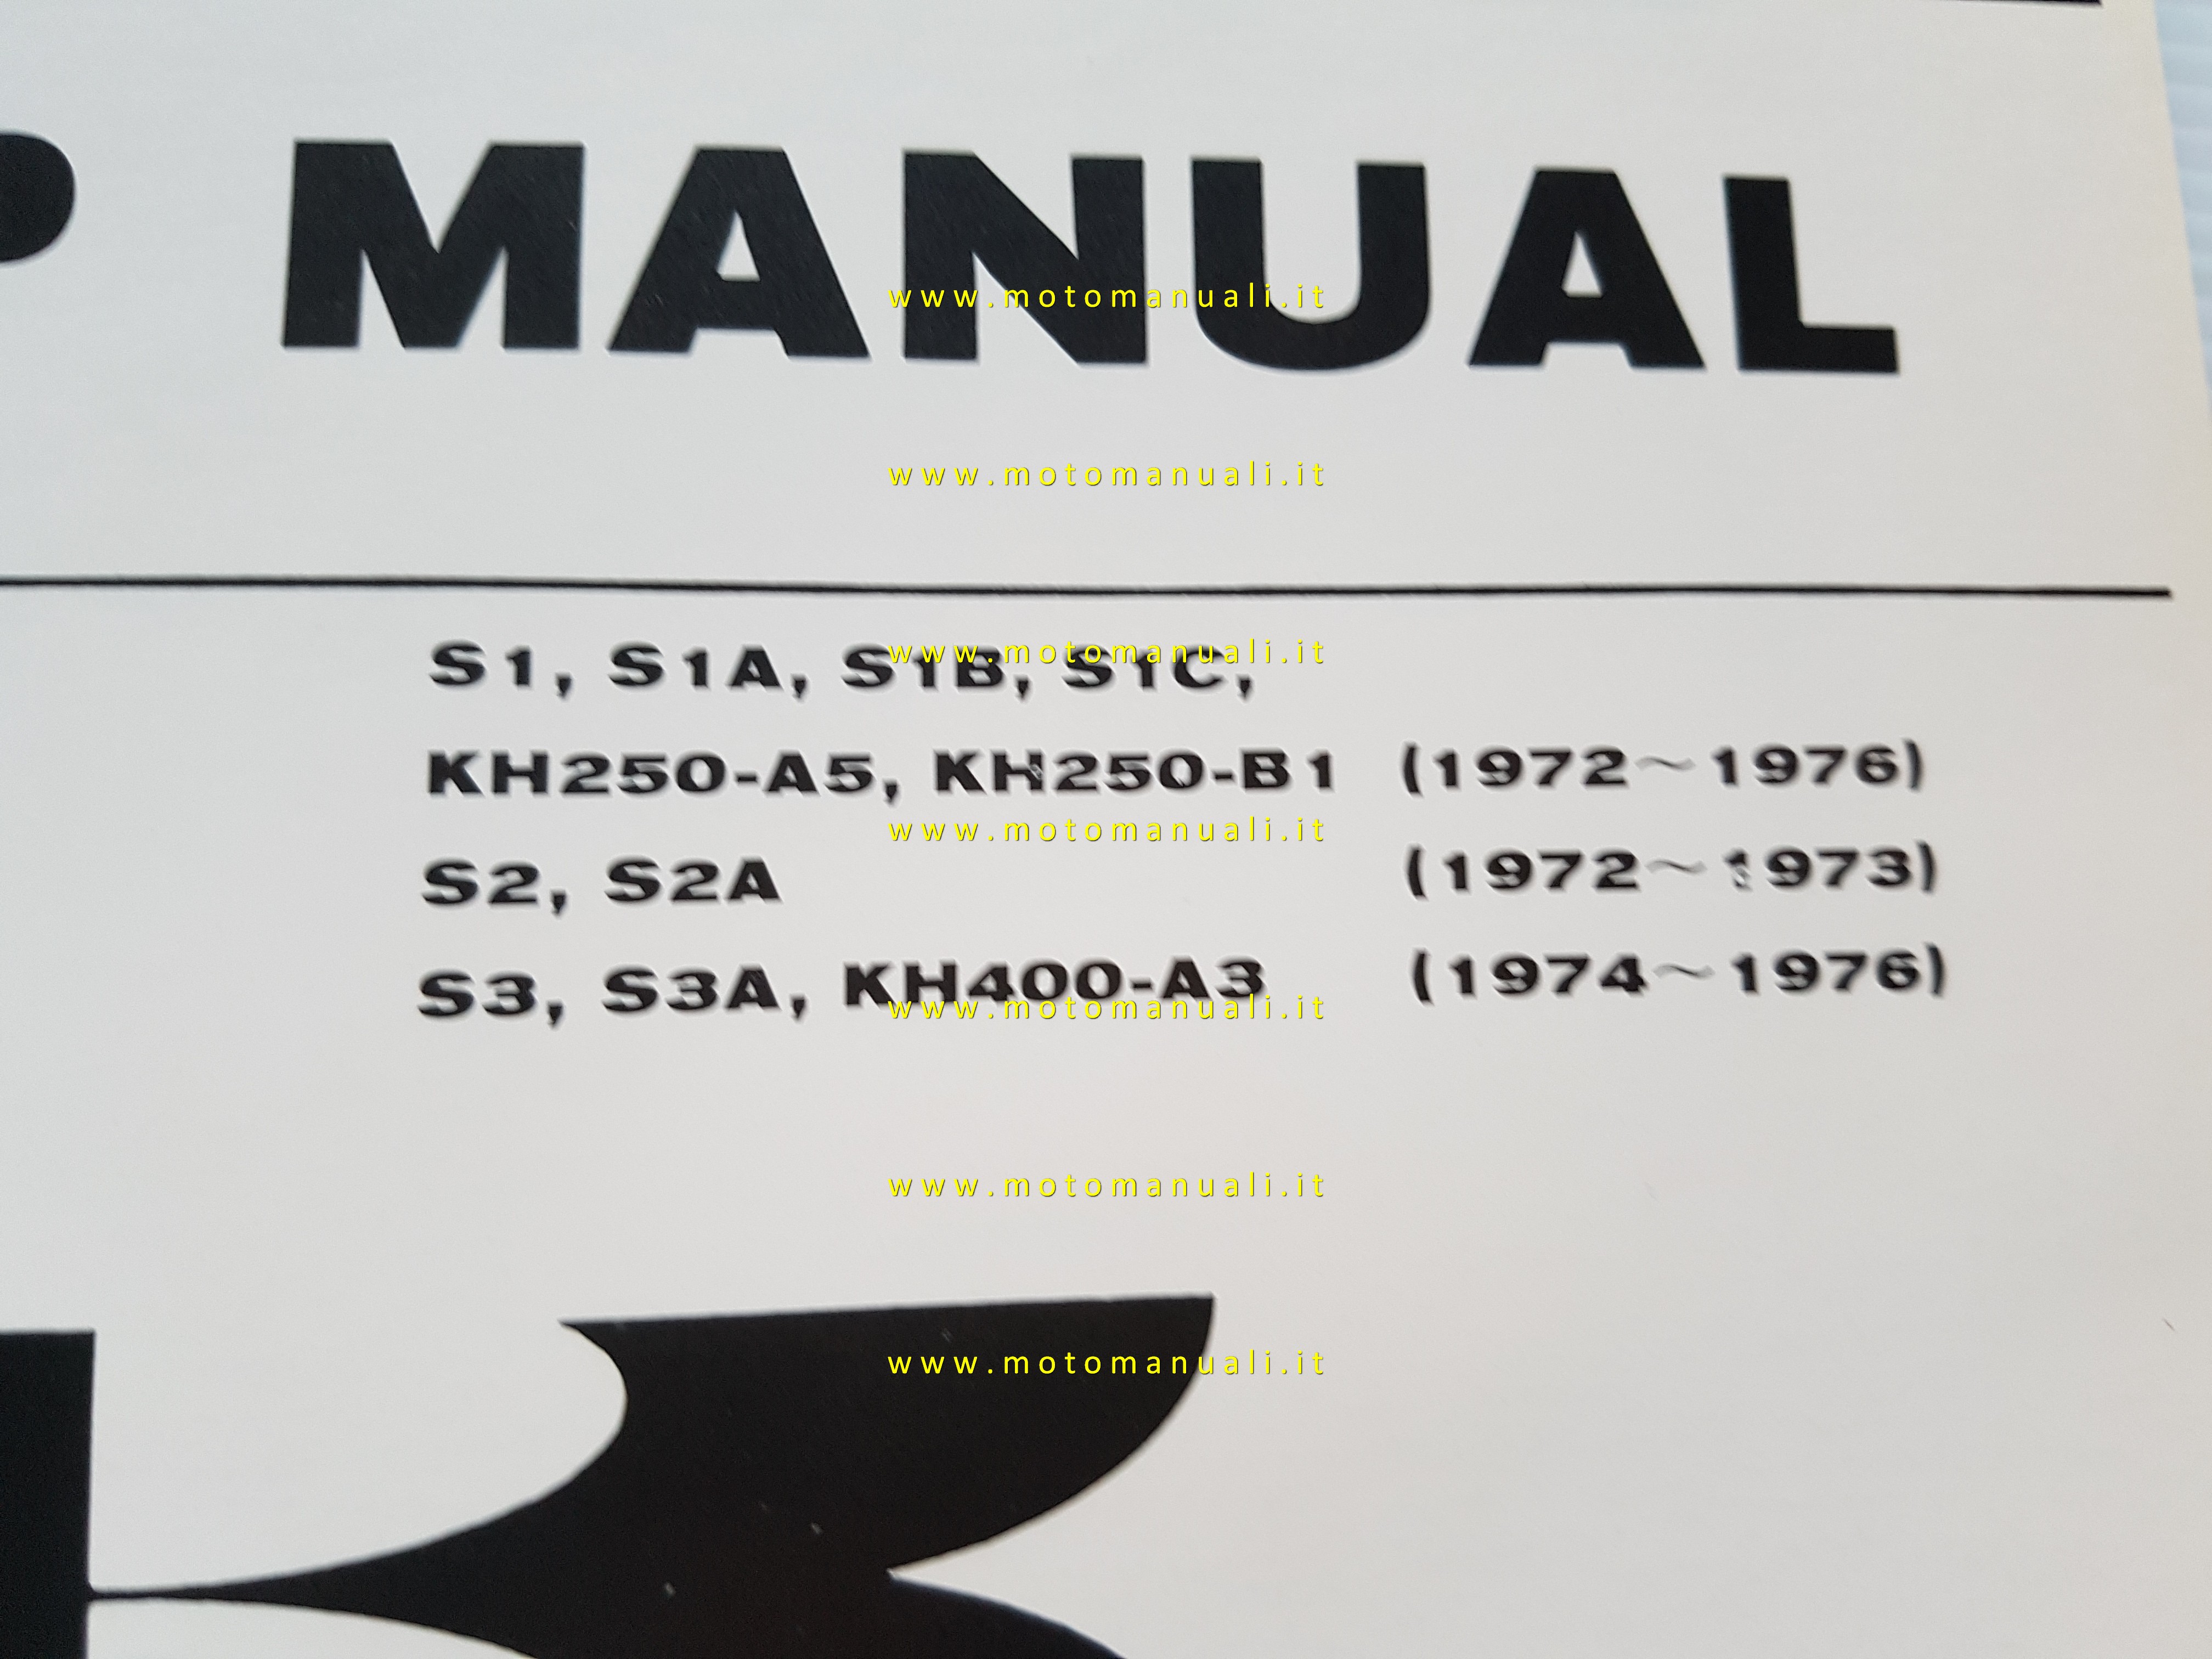 P MANUAL
www.motomanuali.it
www.motomanuali.it
S1, S1A, S1B, S1C,
www.motomanuali.it
KH250-A5, KH250-B1 (1972~1976)
www.motomanuali.it
S2, S2A (1972~1973)
S3, S3A, KH400-A3 (1974~1976)
www.motomanuali.it
www.motomanuali.it
www.motomanuali.it